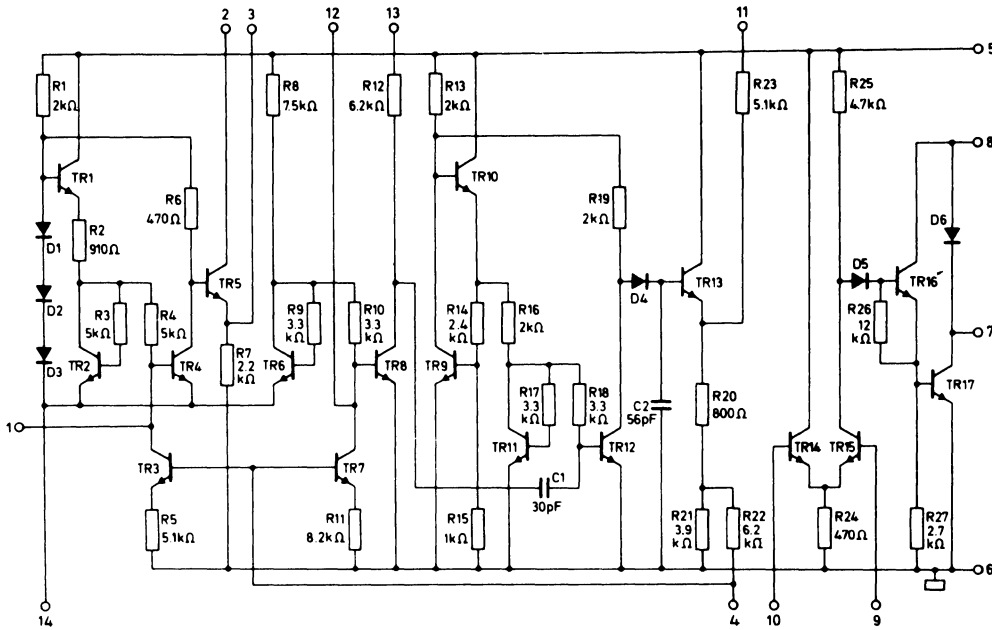 2
3
12
13
11
5
R1
2kΩ
R8
7.5kΩ
R12
6.2kΩ
R13
2kΩ
R23
5.1kΩ
R25
4.7kΩ
8
TR1
R6
470Ω
TR10
R19
2kΩ
D1
R2
910Ω
D6
D2
R3
5kΩ
R4
5kΩ
TR5
R9
3.3
kΩ
R10
3.3
kΩ
R14
2.4
kΩ
R16
2kΩ
D4
TR13
D5
TR16
R26
12
kΩ
7
D3
TR2
TR4
R7
2.2
kΩ
TR6
TR8
TR9
R17
3.3
kΩ
R18
3.3
kΩ
C2
56pF
R20
800Ω
TR17
1
TR3
TR7
TR11
TR12
TR14
TR15
C1
30pF
R5
5.1kΩ
R11
8.2kΩ
R15
1kΩ
R21
3.9
kΩ
R22
6.2
kΩ
R24
470Ω
R27
2.7
kΩ
6
14
4
10
9